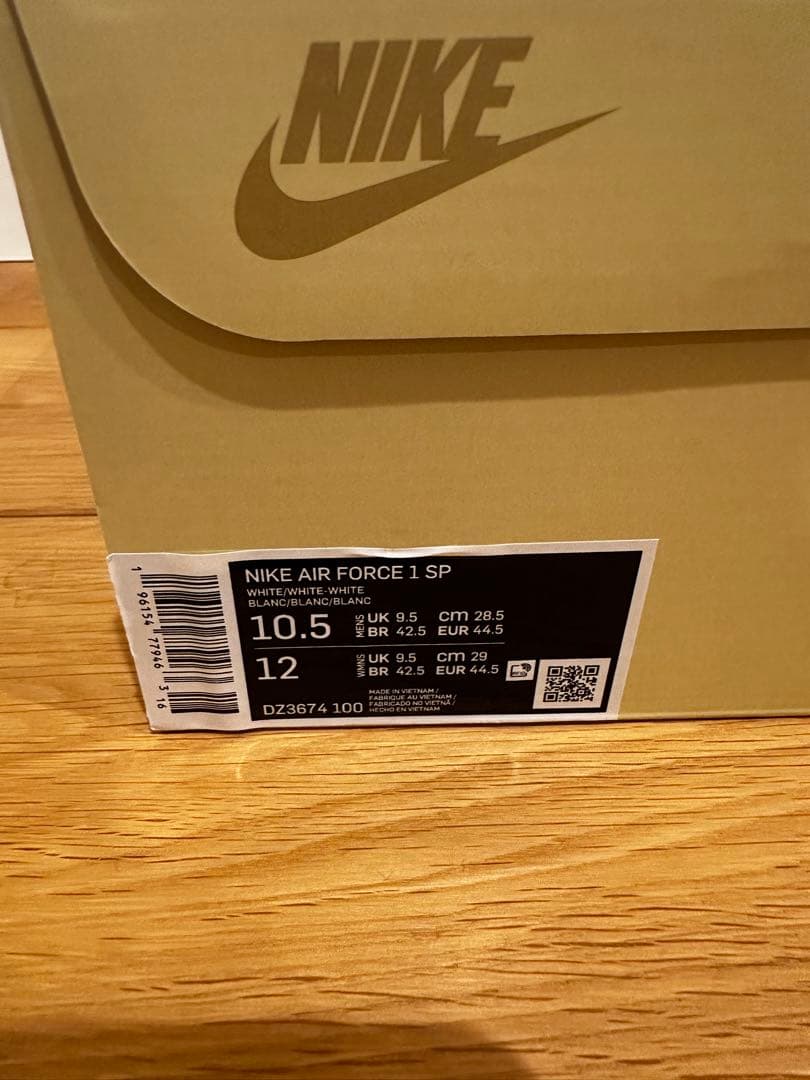 NIKE
NIKE AIR FORCE 1 SP
WHITE/WHITE-WHITE
BLANC/BLANC/BLANC
10.5 MENS UK 9.5 cm 28.5
BR 42.5 EUR 44.5
12 WMNS UK 9.5 cm 29
BR 42.5 EUR 44.5
DZ3674 100
MADE IN VIETNAM /
FABRIQUE AU VIETNAM /
FABRICADO NO VIETNÃ /
HECHO EN VIETNAM
1 96154 77946 3 16